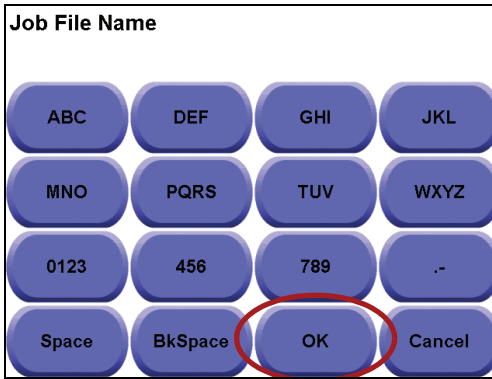 Job File Name
ABC DEF GHI JKL
MNO PQRS TUV WXYZ
0123 456 789 .-
Space BkSpace OK Cancel